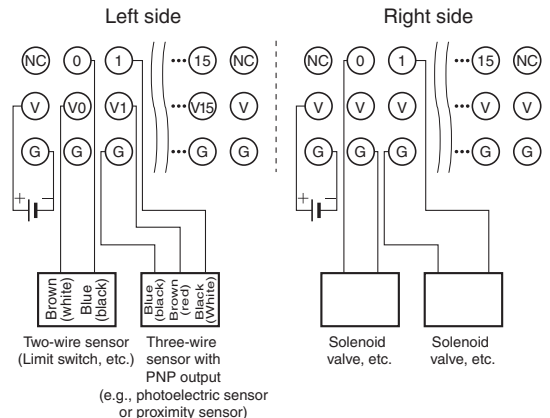 Left side
Right side
NC 0 1 ••• 15 NC
V V0 V1 ••• V15 V
G G G ••• G G
+ −
NC 0 1 ••• 15 NC
V V V ••• V V
G G G ••• G G
+ −
Brown
(white)
Blue
(black)
Blue
(black)
Brown
(red)
Black
(White)
Two-wire sensor
(Limit switch, etc.)
Three-wire
sensor with
PNP output
(e.g., photoelectric sensor
or proximity sensor)
Solenoid
valve, etc.
Solenoid
valve, etc.